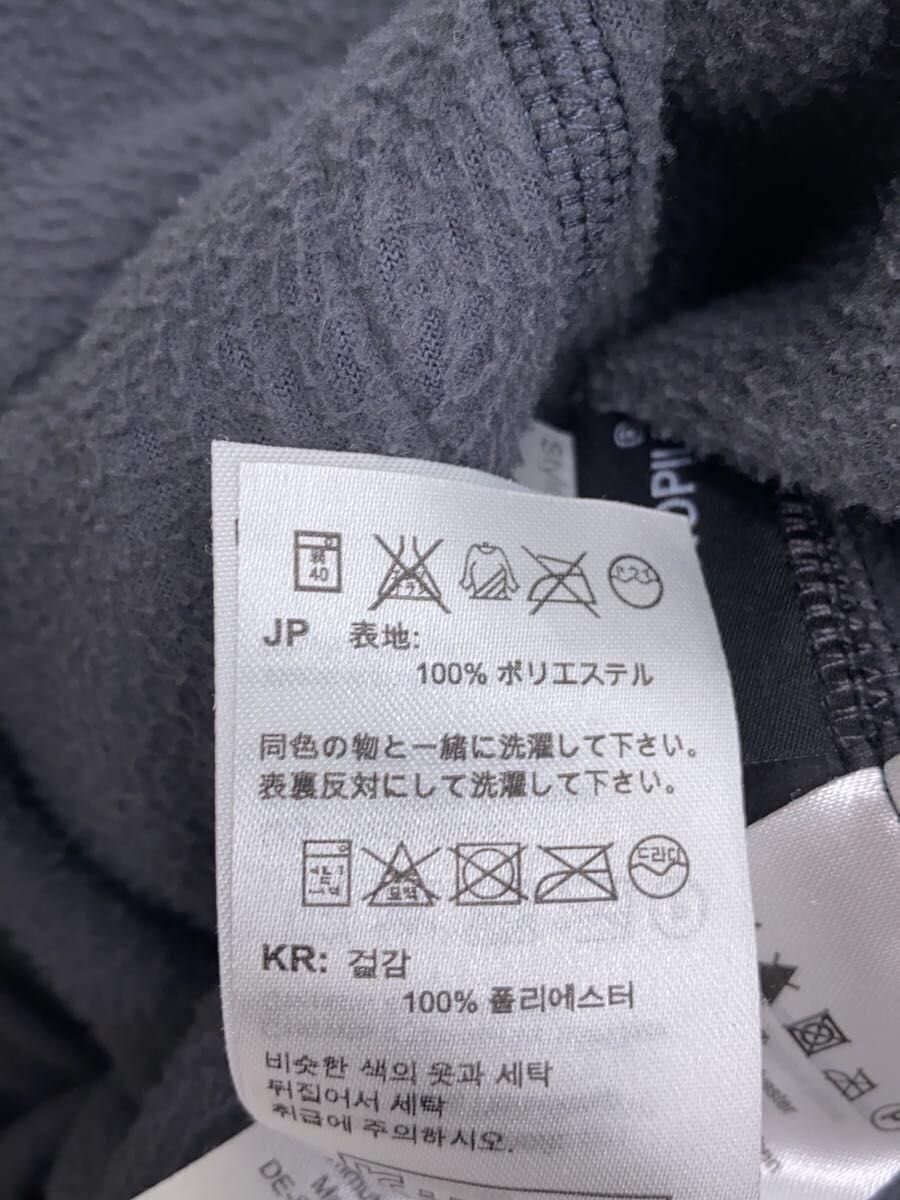 弱
40
JP 表地:
100% ポリエステル
同色の物と一緒に洗濯して下さい。
表裏反対にして洗濯して下さい。
표백
드라이
KR: 겉감
100% 폴리에스터
비슷한 색의 옷과 세탁
뒤집어서 세탁
취급에 주의하시오.